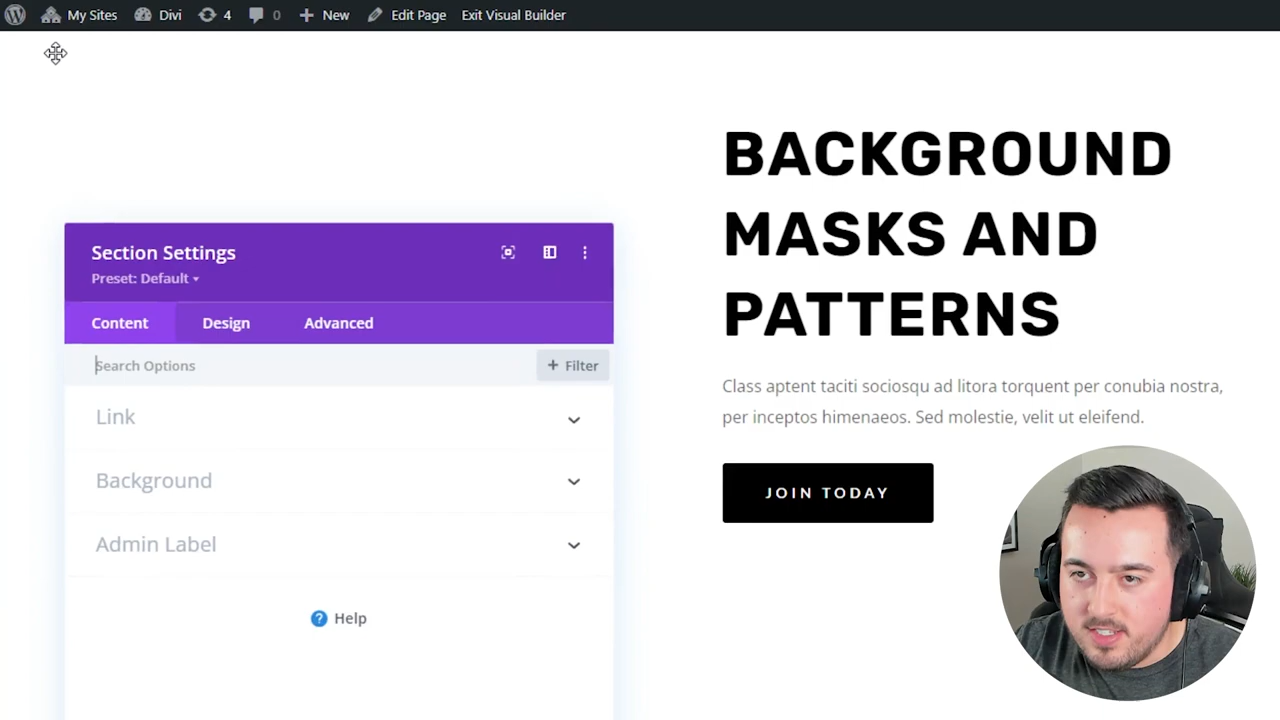 My Sites Divi 4 0 New Edit Page Exit Visual Builder
BACKGROUND
MASKS AND
PATTERNS
Class aptent taciti sociosqu ad litora torquent per conubia nostra,
per inceptos himenaeos. Sed molestie, velit ut eleifend.
JOIN TODAY
Section Settings
Preset: Default
Content Design Advanced
Search Options + Filter
Link
Background
Admin Label
? Help